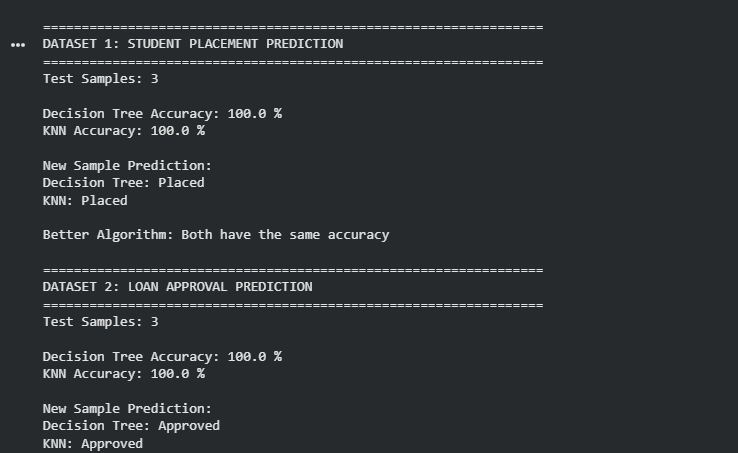 =================================================================
DATASET 1: STUDENT PLACEMENT PREDICTION
=================================================================
Test Samples: 3
Decision Tree Accuracy: 100.0 %
KNN Accuracy: 100.0 %
New Sample Prediction:
Decision Tree: Placed
KNN: Placed
Better Algorithm: Both have the same accuracy
=================================================================
DATASET 2: LOAN APPROVAL PREDICTION
=================================================================
Test Samples: 3
Decision Tree Accuracy: 100.0 %
KNN Accuracy: 100.0 %
New Sample Prediction:
Decision Tree: Approved
KNN: Approved